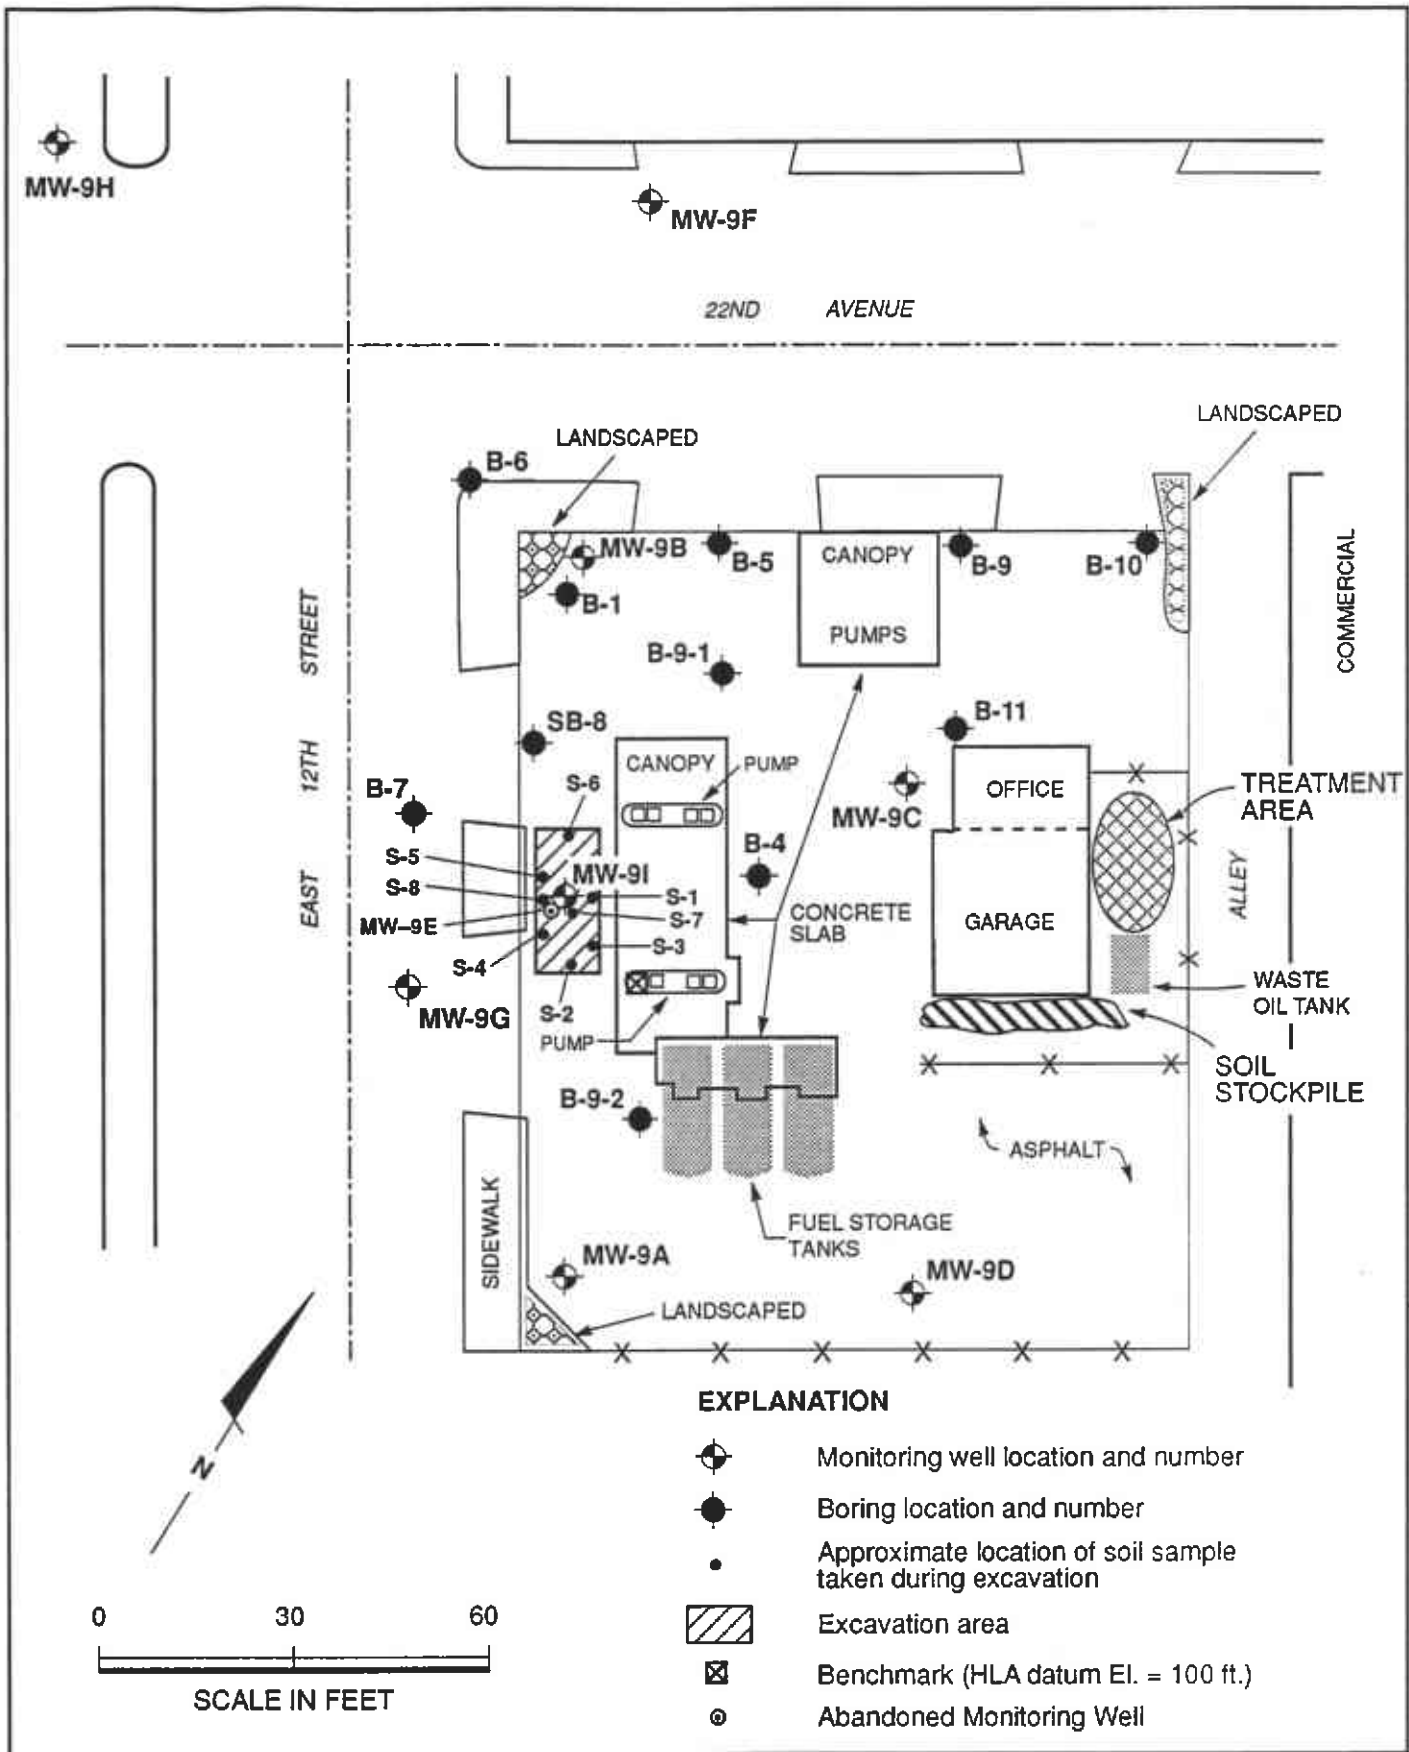 MW-9H
MW-9F
22ND AVENUE
LANDSCAPED
LANDSCAPED
B-6
MW-9B
B-5
CANOPY
PUMPS
B-9
B-10
COMMERCIAL
B-1
B-9-1
EAST 12TH STREET
SB-8
B-11
CANOPY
PUMP
S-6
B-7
OFFICE
TREATMENT
AREA
MW-9C
B-4
S-5
MW-9I
S-8
S-1
ALLEY
MW–9E
S-7
CONCRETE
SLAB
GARAGE
S-3
S-4
WASTE
OIL TANK
MW-9G
S-2
PUMP
SOIL
STOCKPILE
B-9-2
ASPHALT
SIDEWALK
FUEL STORAGE
TANKS
MW-9A
MW-9D
LANDSCAPED
N
EXPLANATION
Monitoring well location and number
Boring location and number
Approximate location of soil sample
taken during excavation
Excavation area
Benchmark (HLA datum El. = 100 ft.)
Abandoned Monitoring Well
0 30 60
SCALE IN FEET